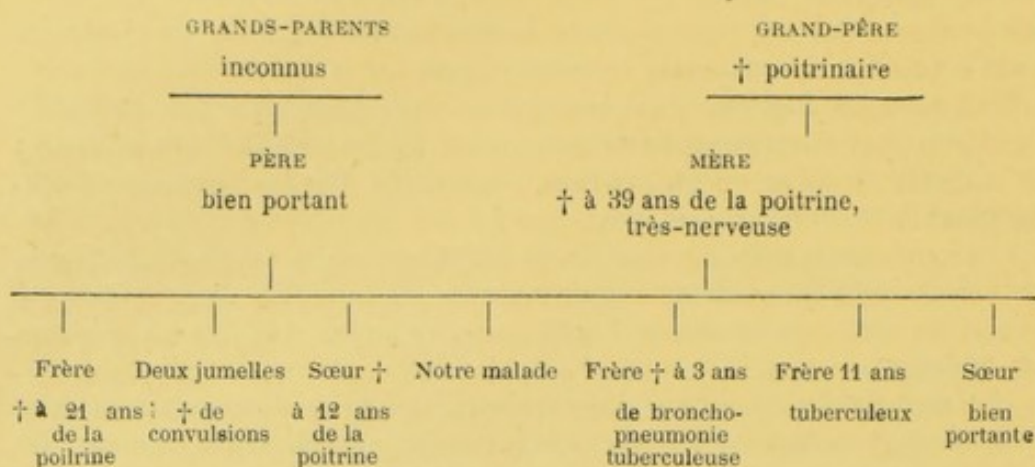 GRANDS-PARENTS
inconnus
GRAND-PÊRE
† poitrinaire
PÈRE
bien portant
MÈRE
† à 39 ans de la poitrine,
très-nerveuse
Frère
† à 21 ans
de la
poilrine
Deux jumelles
† de
convulsions
Sœur †
à 12 ans
de la
poitrine
Notre malade
Frère † à 3 ans
de broncho-
pneumonie
tuberculeuse
Frère 11 ans
tuberculeux
Sœur
bien
portante